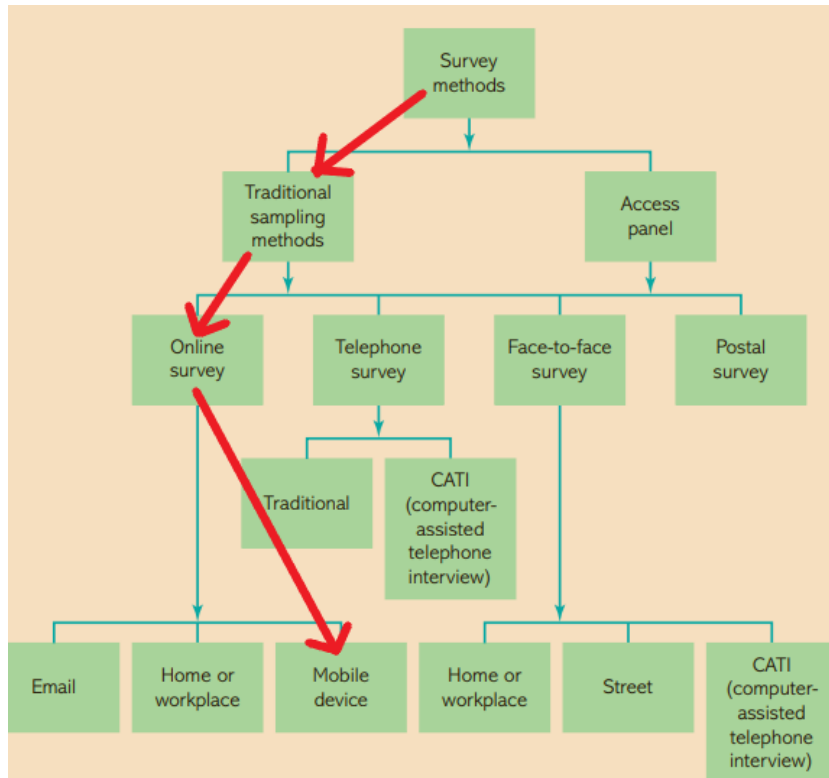 Survey
methods
Traditional
sampling
methods
Access
panel
Online
survey
Telephone
survey
Face-to-face
survey
Postal
survey
Traditional
CATI
(computer-
assisted
telephone
interview)
Email
Home or
workplace
Mobile
device
Home or
workplace
Street
CATI
(computer-
assisted
telephone
interview)